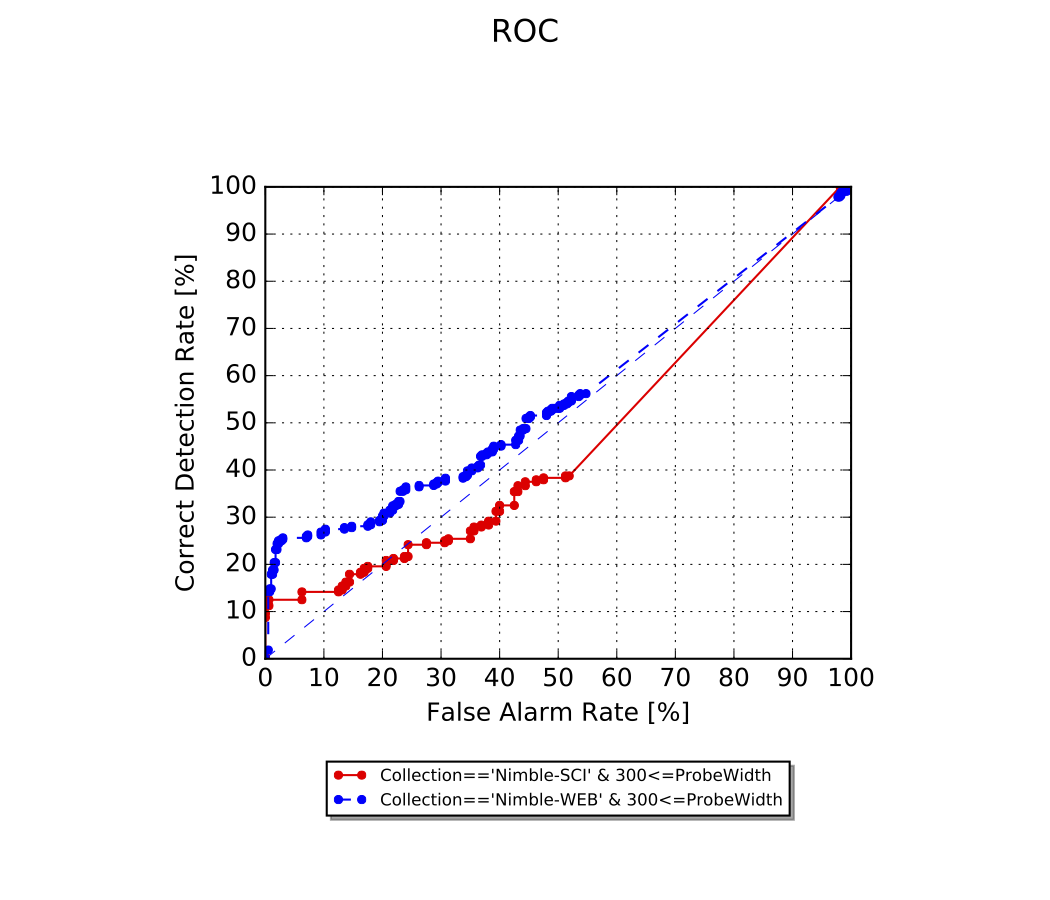 ROC
100
90
80
70
60
50
40
30
20
10
0
Correct Detection Rate [%]
0 10 20 30 40 50 60 70 80 90 100
False Alarm Rate [%]
Collection=='Nimble-SCI' & 300<=ProbeWidth
Collection=='Nimble-WEB' & 300<=ProbeWidth